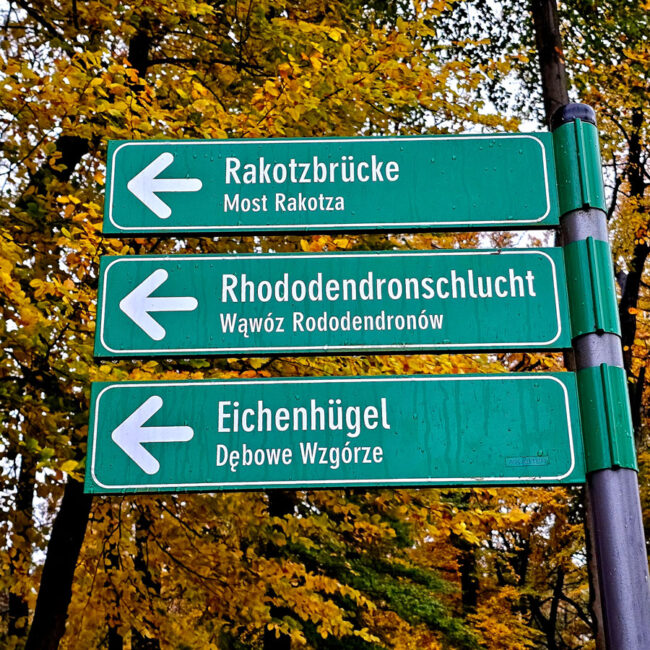 Rakotzbrücke
Most Rakotza
Rhododendronschlucht
Wąwóz Rododendronów
Eichenhügel
Dębowe Wzgórze